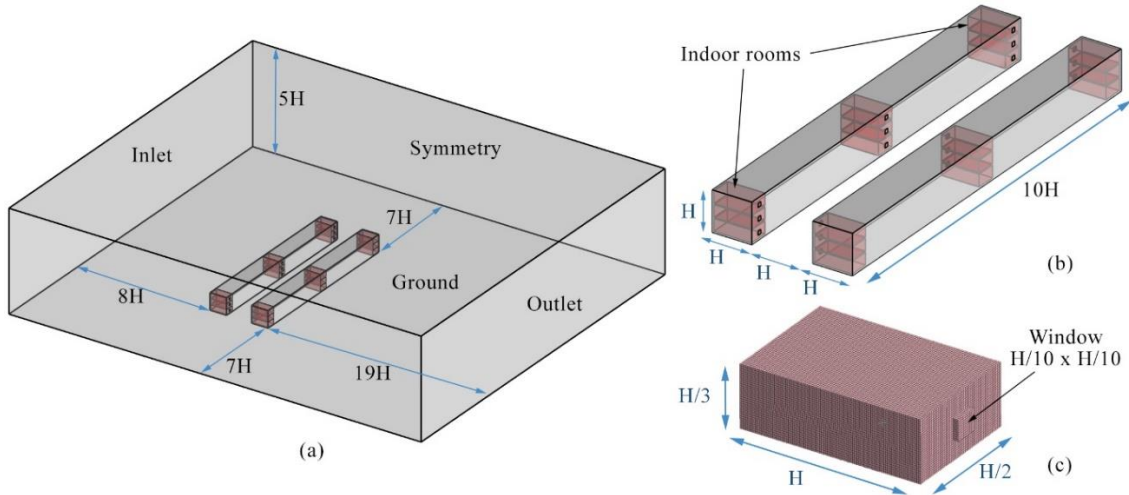 5H
Inlet
Symmetry
7H
8H
Ground
Outlet
7H
19H
(a)
Indoor rooms
H
H
H
H
10H
(b)
Window
H/10 x H/10
H/3
H
H/2
(c)